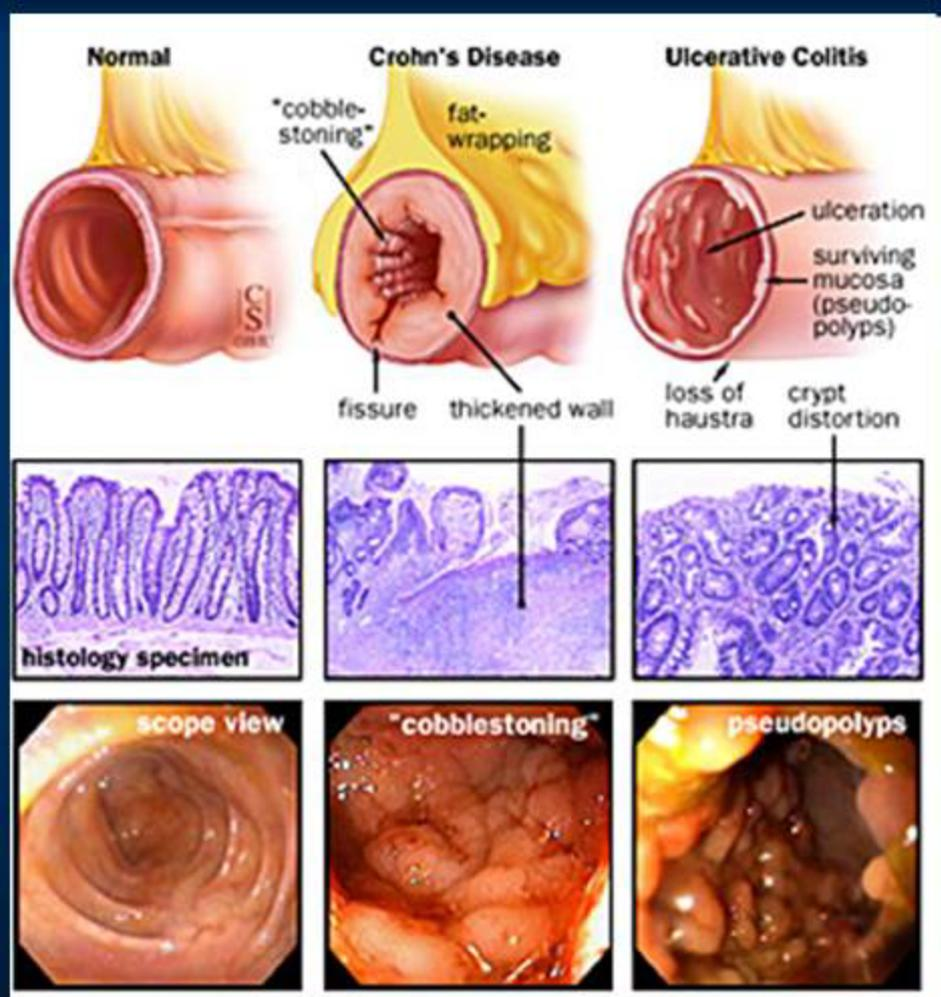 Normal
Crohn's Disease
Ulcerative Colitis
"cobble-
stoning"
fat-
wrapping
ulceration
surviving
mucosa
(pseudo-
polyps)
fissure
thickened wall
loss of
haustra
crypt
distortion
C
S
histology specimen
scope view
"cobblestoning"
pseudopolyps